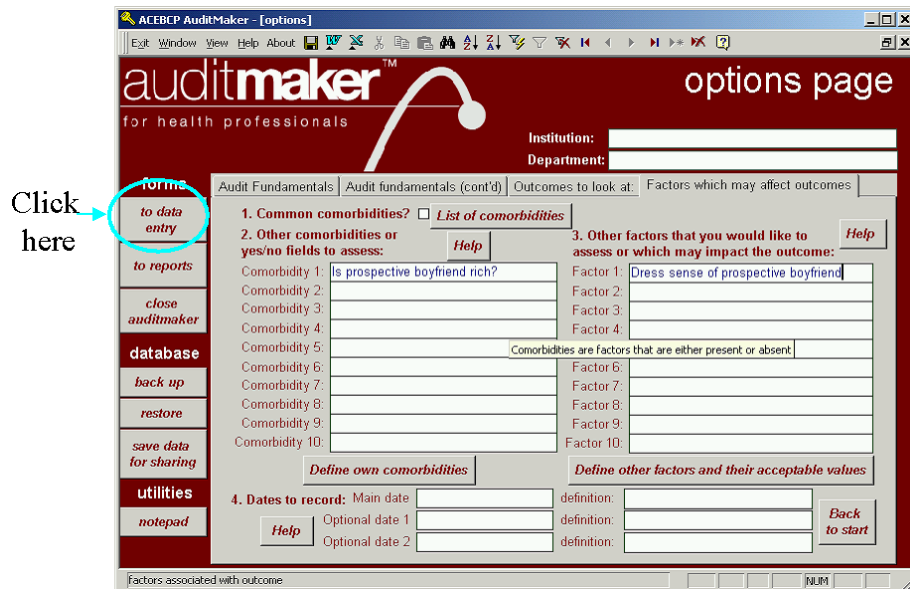 ACEBCP AuditMaker - [options]
Exit Window View Help About
auditmaker™
for health professionals
options page
Institution:
Department:
Click
here
forms
to data
entry
to reports
close
auditmaker
database
back up
restore
save data
for sharing
utilities
notepad
Audit Fundamentals
Audit fundamentals (cont'd)
Outcomes to look at:
Factors which may affect outcomes
1. Common comorbidities?
List of comorbidities
2. Other comorbidities or
yes/no fields to assess:
Help
Comorbidity 1: Is prospective boyfriend rich?
Comorbidity 2:
Comorbidity 3:
Comorbidity 4:
Comorbidity 5:
Comorbidity 6:
Comorbidity 7:
Comorbidity 8:
Comorbidity 9:
Comorbidity 10:
Define own comorbidities
3. Other factors that you would like to
assess or which may impact the outcome:
Help
Factor 1: Dress sense of prospective boyfriend
Factor 2:
Factor 3:
Factor 4:
Comorbidities are factors that are either present or absent
Factor 6:
Factor 7:
Factor 8:
Factor 9:
Factor 10:
Define other factors and their acceptable values
4. Dates to record: Main date definition:
Help
Optional date 1 definition:
Optional date 2 definition:
Back
to start
Factors associated with outcome
NUM